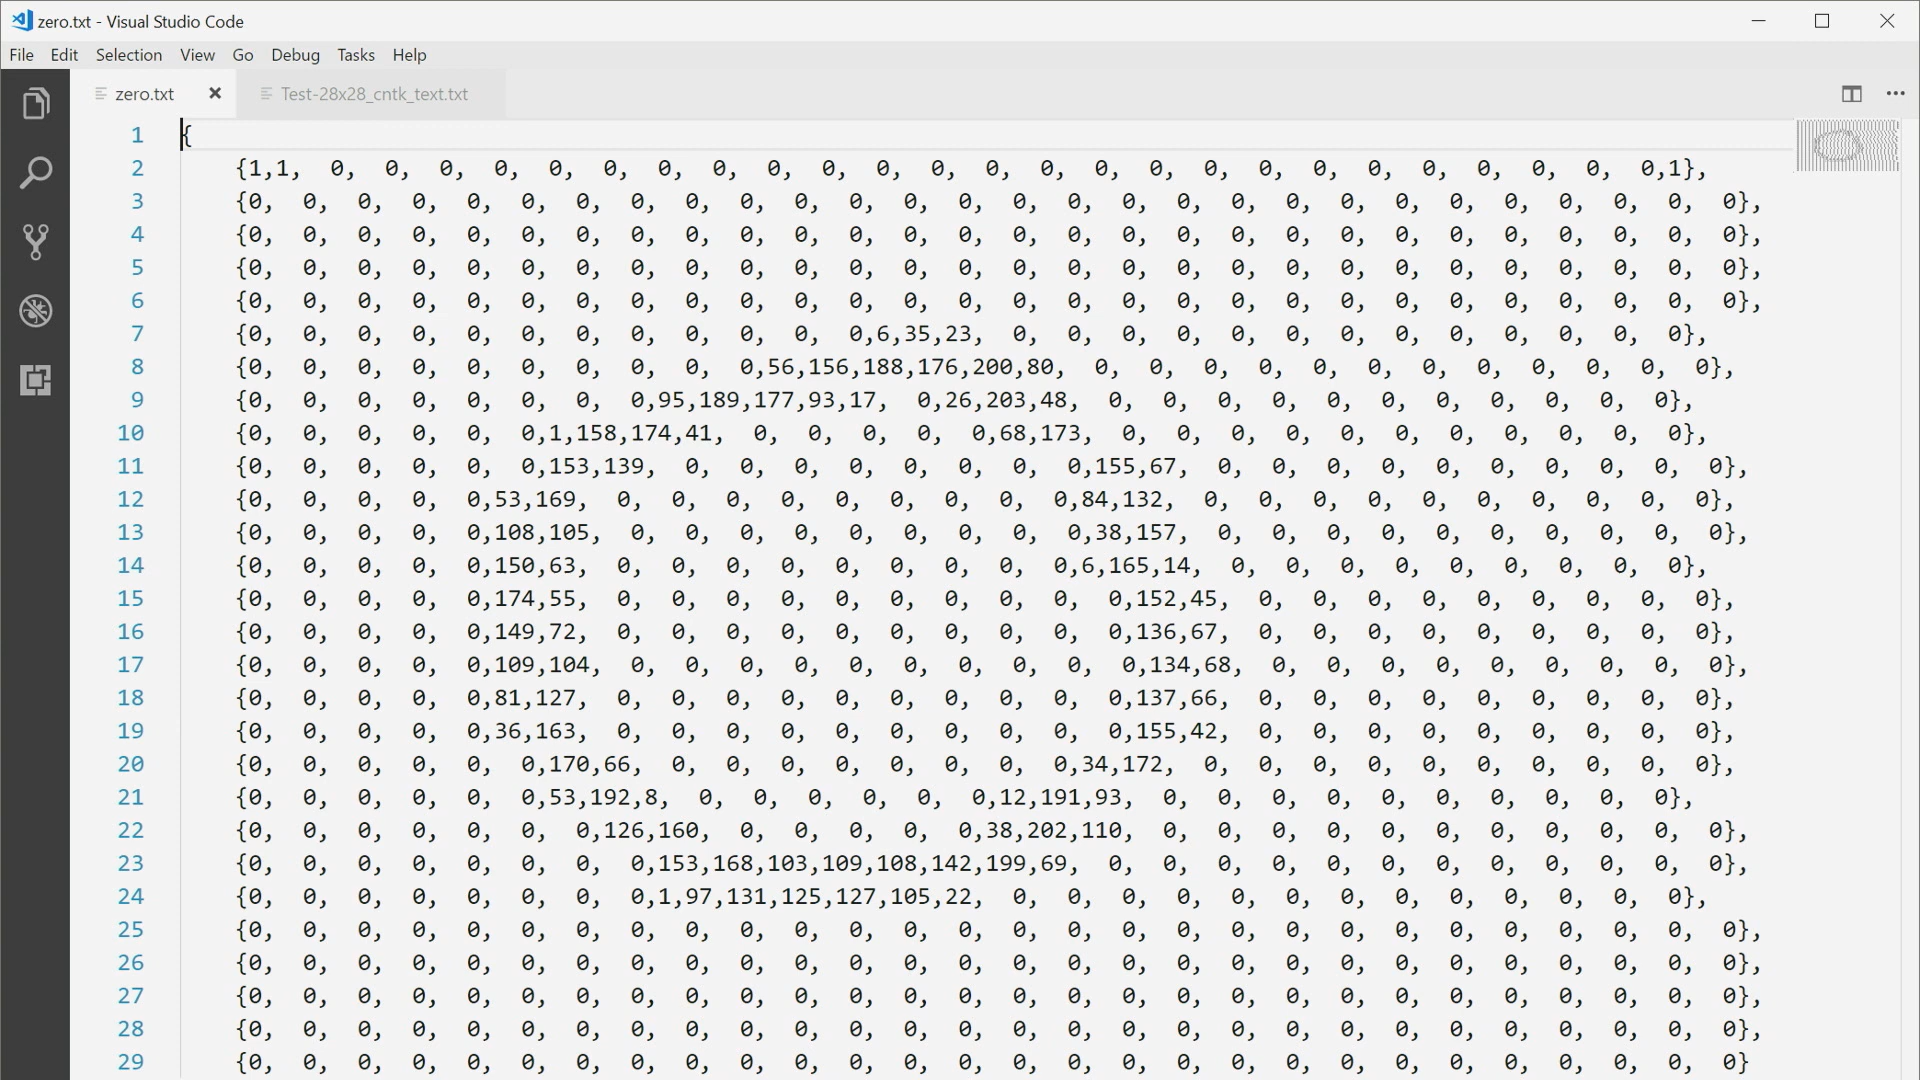 zero.txt - Visual Studio Code
File Edit Selection View Go Debug Tasks Help
zero.txt Test-28x28_cntk_text.txt
1 {
2 {1,1, 0, 0, 0, 0, 0, 0, 0, 0, 0, 0, 0, 0, 0, 0, 0, 0, 0, 0, 0, 0, 0, 0, 0, 0, 0,1},
3 {0, 0, 0, 0, 0, 0, 0, 0, 0, 0, 0, 0, 0, 0, 0, 0, 0, 0, 0, 0, 0, 0, 0, 0, 0, 0, 0, 0},
4 {0, 0, 0, 0, 0, 0, 0, 0, 0, 0, 0, 0, 0, 0, 0, 0, 0, 0, 0, 0, 0, 0, 0, 0, 0, 0, 0, 0},
5 {0, 0, 0, 0, 0, 0, 0, 0, 0, 0, 0, 0, 0, 0, 0, 0, 0, 0, 0, 0, 0, 0, 0, 0, 0, 0, 0, 0},
6 {0, 0, 0, 0, 0, 0, 0, 0, 0, 0, 0, 0, 0, 0, 0, 0, 0, 0, 0, 0, 0, 0, 0, 0, 0, 0, 0, 0},
7 {0, 0, 0, 0, 0, 0, 0, 0, 0, 0, 0, 0,6,35,23, 0, 0, 0, 0, 0, 0, 0, 0, 0, 0, 0, 0, 0},
8 {0, 0, 0, 0, 0, 0, 0, 0, 0, 0,56,156,188,176,200,80, 0, 0, 0, 0, 0, 0, 0, 0, 0, 0, 0, 0},
9 {0, 0, 0, 0, 0, 0, 0, 0,95,189,177,93,17, 0,26,203,48, 0, 0, 0, 0, 0, 0, 0, 0, 0, 0, 0},
10 {0, 0, 0, 0, 0, 0,1,158,174,41, 0, 0, 0, 0, 0,68,173, 0, 0, 0, 0, 0, 0, 0, 0, 0, 0, 0},
11 {0, 0, 0, 0, 0, 0,153,139, 0, 0, 0, 0, 0, 0, 0, 0,155,67, 0, 0, 0, 0, 0, 0, 0, 0, 0, 0},
12 {0, 0, 0, 0, 0,53,169, 0, 0, 0, 0, 0, 0, 0, 0, 0,84,132, 0, 0, 0, 0, 0, 0, 0, 0, 0, 0},
13 {0, 0, 0, 0, 0,108,105, 0, 0, 0, 0, 0, 0, 0, 0, 0,38,157, 0, 0, 0, 0, 0, 0, 0, 0, 0, 0},
14 {0, 0, 0, 0, 0,150,63, 0, 0, 0, 0, 0, 0, 0, 0, 0,6,165,14, 0, 0, 0, 0, 0, 0, 0, 0, 0},
15 {0, 0, 0, 0, 0,174,55, 0, 0, 0, 0, 0, 0, 0, 0, 0, 0,152,45, 0, 0, 0, 0, 0, 0, 0, 0, 0},
16 {0, 0, 0, 0, 0,149,72, 0, 0, 0, 0, 0, 0, 0, 0, 0, 0,136,67, 0, 0, 0, 0, 0, 0, 0, 0, 0},
17 {0, 0, 0, 0, 0,109,104, 0, 0, 0, 0, 0, 0, 0, 0, 0, 0,134,68, 0, 0, 0, 0, 0, 0, 0, 0, 0},
18 {0, 0, 0, 0, 0,81,127, 0, 0, 0, 0, 0, 0, 0, 0, 0, 0,137,66, 0, 0, 0, 0, 0, 0, 0, 0, 0},
19 {0, 0, 0, 0, 0,36,163, 0, 0, 0, 0, 0, 0, 0, 0, 0, 0,155,42, 0, 0, 0, 0, 0, 0, 0, 0, 0},
20 {0, 0, 0, 0, 0, 0,170,66, 0, 0, 0, 0, 0, 0, 0, 0,34,172, 0, 0, 0, 0, 0, 0, 0, 0, 0, 0},
21 {0, 0, 0, 0, 0, 0,53,192,8, 0, 0, 0, 0, 0, 0,12,191,93, 0, 0, 0, 0, 0, 0, 0, 0, 0, 0},
22 {0, 0, 0, 0, 0, 0, 0,126,160, 0, 0, 0, 0, 0,38,202,110, 0, 0, 0, 0, 0, 0, 0, 0, 0, 0, 0},
23 {0, 0, 0, 0, 0, 0, 0, 0,153,168,103,109,108,142,199,69, 0, 0, 0, 0, 0, 0, 0, 0, 0, 0, 0, 0},
24 {0, 0, 0, 0, 0, 0, 0, 0,1,97,131,125,127,105,22, 0, 0, 0, 0, 0, 0, 0, 0, 0, 0, 0, 0, 0},
25 {0, 0, 0, 0, 0, 0, 0, 0, 0, 0, 0, 0, 0, 0, 0, 0, 0, 0, 0, 0, 0, 0, 0, 0, 0, 0, 0, 0},
26 {0, 0, 0, 0, 0, 0, 0, 0, 0, 0, 0, 0, 0, 0, 0, 0, 0, 0, 0, 0, 0, 0, 0, 0, 0, 0, 0, 0},
27 {0, 0, 0, 0, 0, 0, 0, 0, 0, 0, 0, 0, 0, 0, 0, 0, 0, 0, 0, 0, 0, 0, 0, 0, 0, 0, 0, 0},
28 {0, 0, 0, 0, 0, 0, 0, 0, 0, 0, 0, 0, 0, 0, 0, 0, 0, 0, 0, 0, 0, 0, 0, 0, 0, 0, 0, 0},
29 {0, 0, 0, 0, 0, 0, 0, 0, 0, 0, 0, 0, 0, 0, 0, 0, 0, 0, 0, 0, 0, 0, 0, 0, 0, 0, 0, 0}